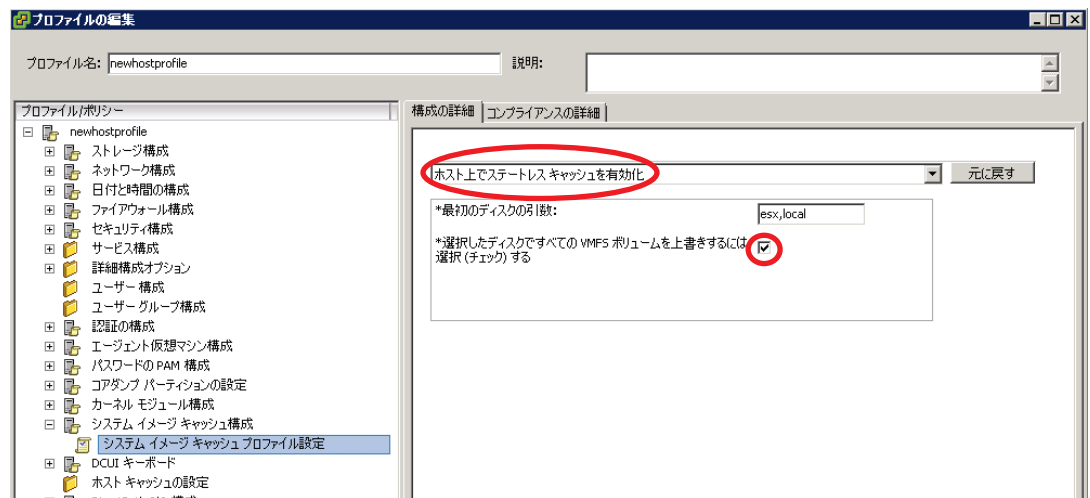 プロファイルの編集
プロファイル名: newhostprofile
説明:
プロファイル/ポリシー
newhostprofile
ストレージ構成
ネットワーク構成
日付と時間の構成
ファイアウォール構成
セキュリティ構成
サービス構成
詳細構成オプション
ユーザー 構成
ユーザー グループ構成
認証の構成
エージェント仮想マシン構成
パスワードの PAM 構成
コアダンプ パーティションの設定
カーネル モジュール構成
システム イメージ キャッシュ構成
システム イメージ キャッシュ プロファイル設定
DCUI キーボード
ホスト キャッシュの設定
構成の詳細
コンプライアンスの詳細
ホスト上でステートレス キャッシュを有効化
元に戻す
*最初のディスクの引数:
esx,local
*選択したディスクですべての VMFS ボリュームを上書きするには
選択 (チェック) する